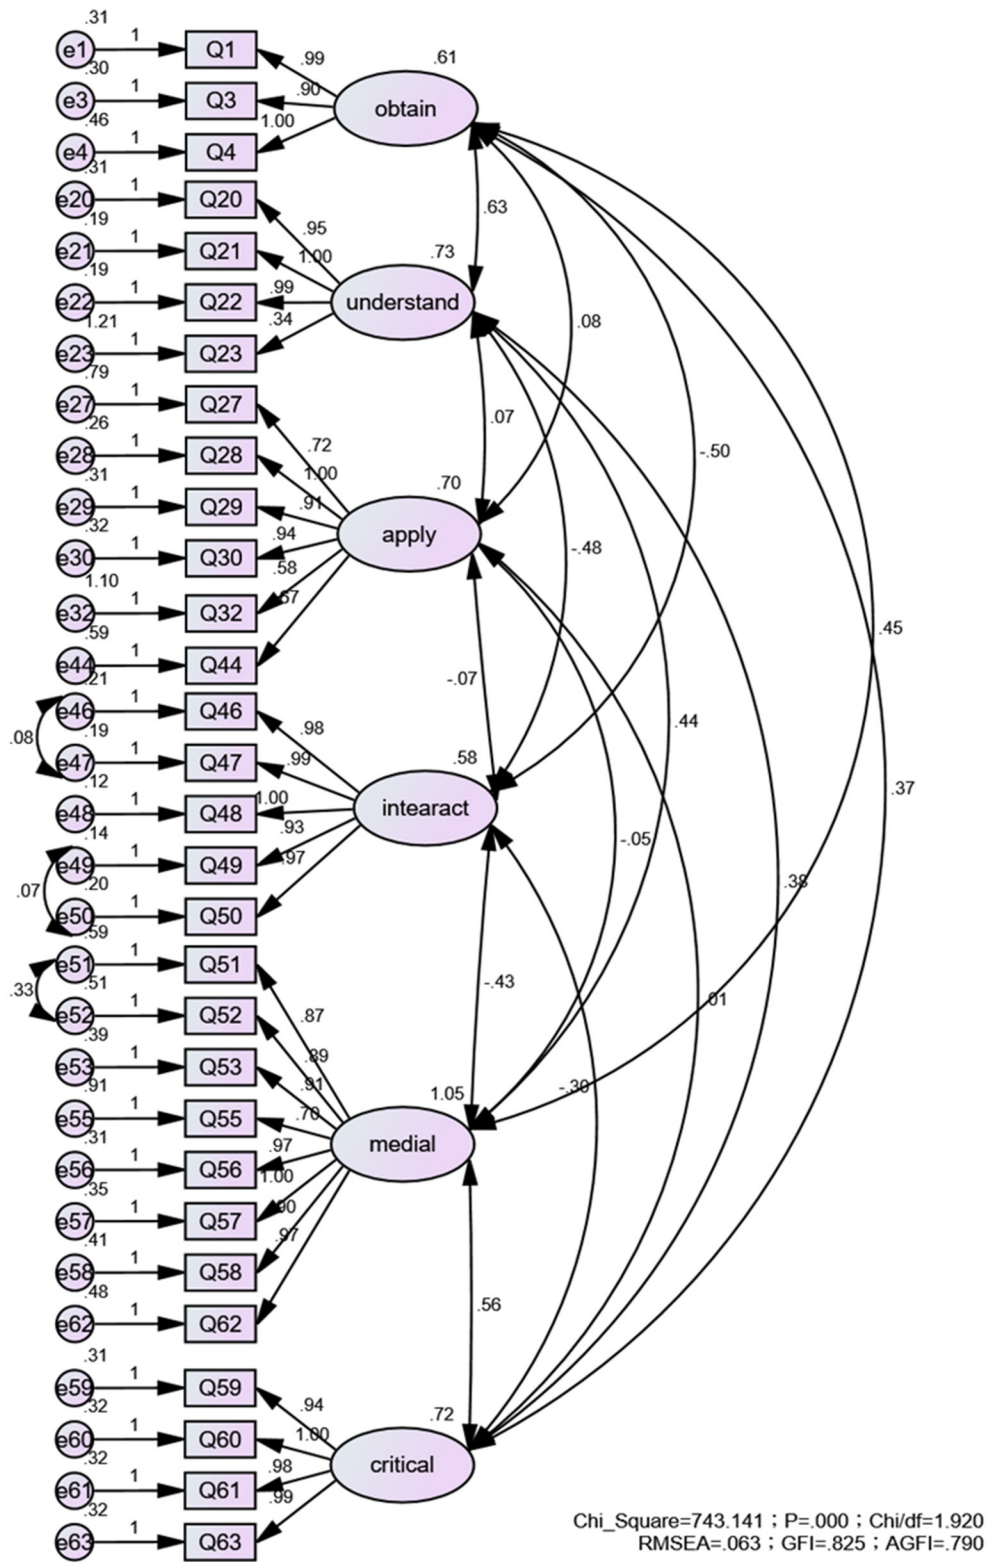 .31
e1 1 Q1 .99 .61
.30
e3 1 Q3 .90 obtain
.46
e4 1 Q4 1.00
.31
e20 1 Q20 .63
.19
e21 1 Q21 .95 .73
.19
e22 1 Q22 1.00 understand
1.21
e23 1 Q23 .99 .08
.79
.34
e27 1 Q27 .07
.26
e28 1 Q28 .72 -.50
.31
e29 1 Q29 1.00 .70
.32
e30 1 Q30 .91 apply
1.10
.94 -.48
e32 1 Q32 .58
.59
.57 .45
e44 1 Q44 -.07
.21
e46 1 Q46 .98 .44
.08
.19
e47 1 Q47 .99 .58
.12
e48 1 Q48 1.00 intearact .37
.14
e49 1 Q49 .93 -.05
.07
.20
e50 1 Q50 .97 .38
.59
e51 1 Q51 -.43
.33
.51
e52 1 Q52 .87 .01
.39
e53 1 Q53 .89
.91
.91 1.05 -.30
e55 1 Q55 .70
.31
e56 1 Q56 .97 medial
.35
1.00
e57 1 Q57 .90
.41
.97
e58 1 Q58
.48
e62 1 Q62 .56
.31
e59 1 Q59 .94 .72
.32
e60 1 Q60 1.00
.32
e61 1 Q61 .98 critical
.32
.99
e63 1 Q63
Chi_Square=743.141；P=.000；Chi/df=1.920
RMSEA=.063；GFI=.825；AGFI=.790